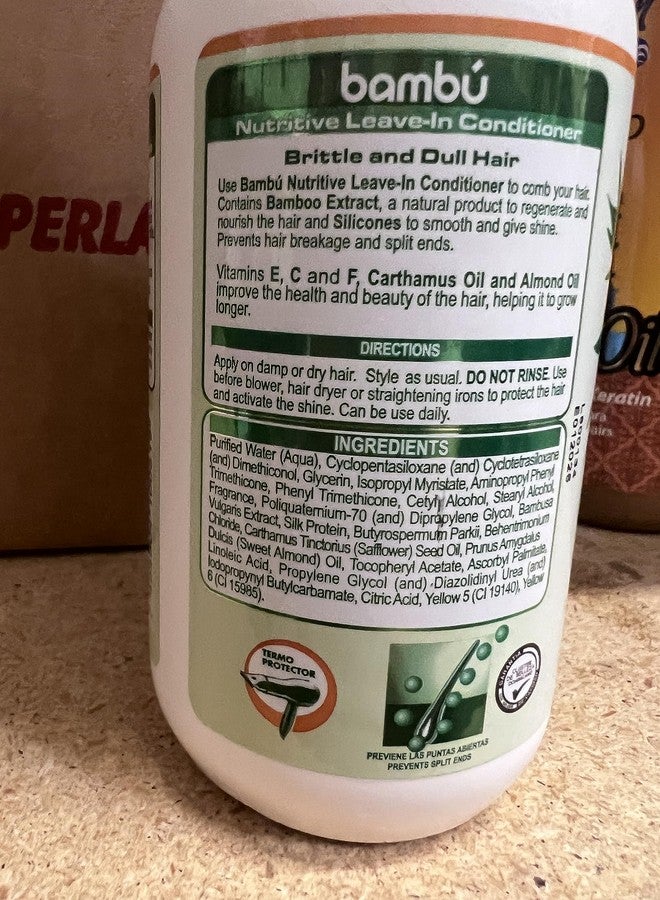 bambú
Nutritive Leave-In Conditioner
Brittle and Dull Hair
Use Bambú Nutritive Leave-In Conditioner to comb your hair.
Contains Bamboo Extract, a natural product to regenerate and
nourish the hair and Silicones to smooth and give shine.
Prevents hair breakage and split ends.
Vitamins E, C and F, Carthamus Oil and Almond Oil
improve the health and beauty of the hair, helping it to grow
longer.
DIRECTIONS
Apply on damp or dry hair. Style as usual. DO NOT RINSE. Use
before blower, hair dryer or straightening irons to protect the hair
and activate the shine. Can be use daily.
INGREDIENTS
Purified Water (Aqua), Cyclopentasiloxane (and) Cyclotetrasiloxane
(and) Dimethiconol, Glycerin, Isopropyl Myristate, Aminopropyl Phenyl
Trimethicone, Phenyl Trimethicone, Cetyl Alcohol, Stearyl Alcohol,
Fragrance, Poliquaternium-70 (and) Dipropylene Glycol, Bambusa
Vulgaris Extract, Silk Protein, Butyrospermum Parkii, Behentrimonium
Chloride, Carthamus Tinctorius (Safflower) Seed Oil, Prunus Amygdalus
Dulcis (Sweet Almond) Oil, Tocopheryl Acetate, Ascorbyl Palmitate,
Linoleic Acid, Propylene Glycol (and) Diazolidinyl Urea (and)
Iodopropynyl Butylcarbamate, Citric Acid, Yellow 5 (CI 19140), Yellow
6 (CI 15985).
TERMO
PROTECTOR
PREVIENE LAS PUNTAS ABIERTAS
PREVENTS SPLIT ENDS
PERLA
Oil
Keratin